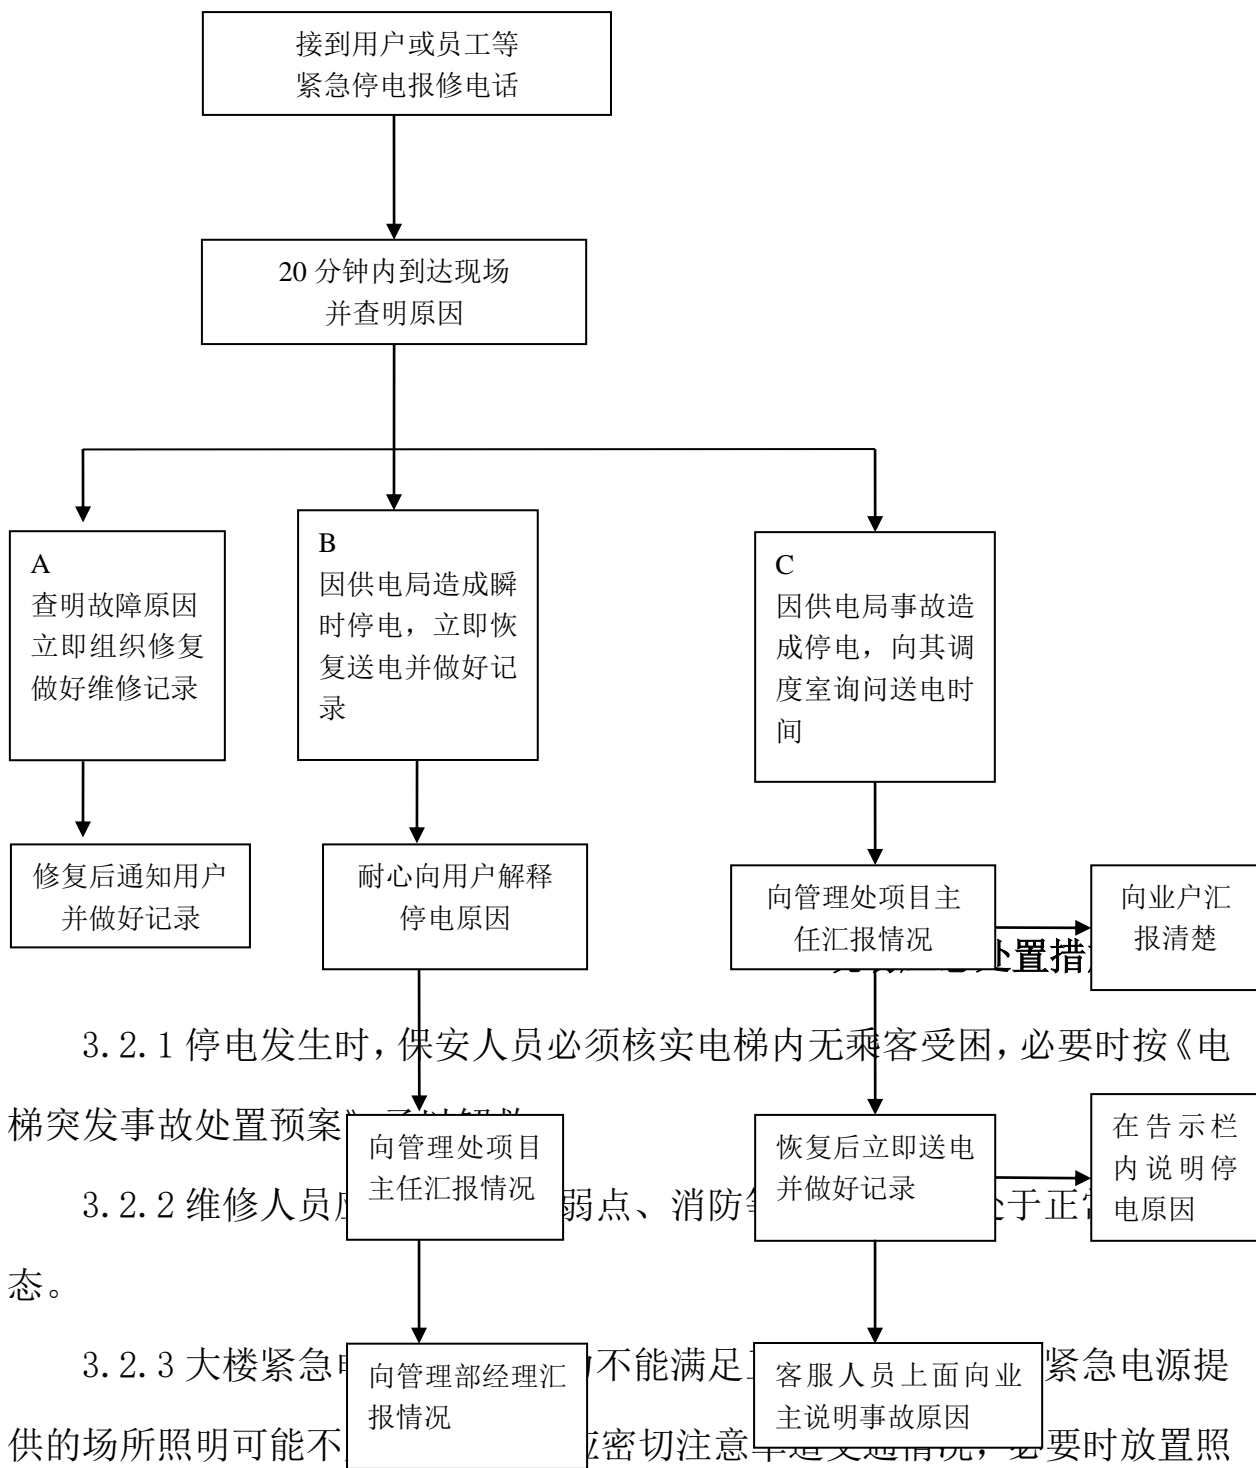 接到用户或员工等
紧急停电报修电话
20 分钟内到达现场
并查明原因
A
查明故障原因
立即组织修复
做好维修记录
B
因供电局造成瞬
时停电，立即恢
复送电并做好记
录
C
因供电局事故造
成停电，向其调
度室询问送电时
间
修复后通知用户
并做好记录
耐心向用户解释
停电原因
向管理处项目主
任汇报情况
向业户汇
报清楚
处置措
3.2.1 停电发生时，保安人员必须核实电梯内无乘客受困，必要时按《电
梯突发事故处置预案》
向管理处项目
主任汇报情况
恢复后立即送电
并做好记录
在告示栏
内说明停
电原因
3.2.2 维修人员 弱点、消防 于正常
态。
3.2.3 大楼紧急 不能满足 紧急电源提
供的场所照明可能不 应密切注意车道交通情况，必要时放置照
向管理部经理汇
报情况
客服人员上面向业
主说明事故原因